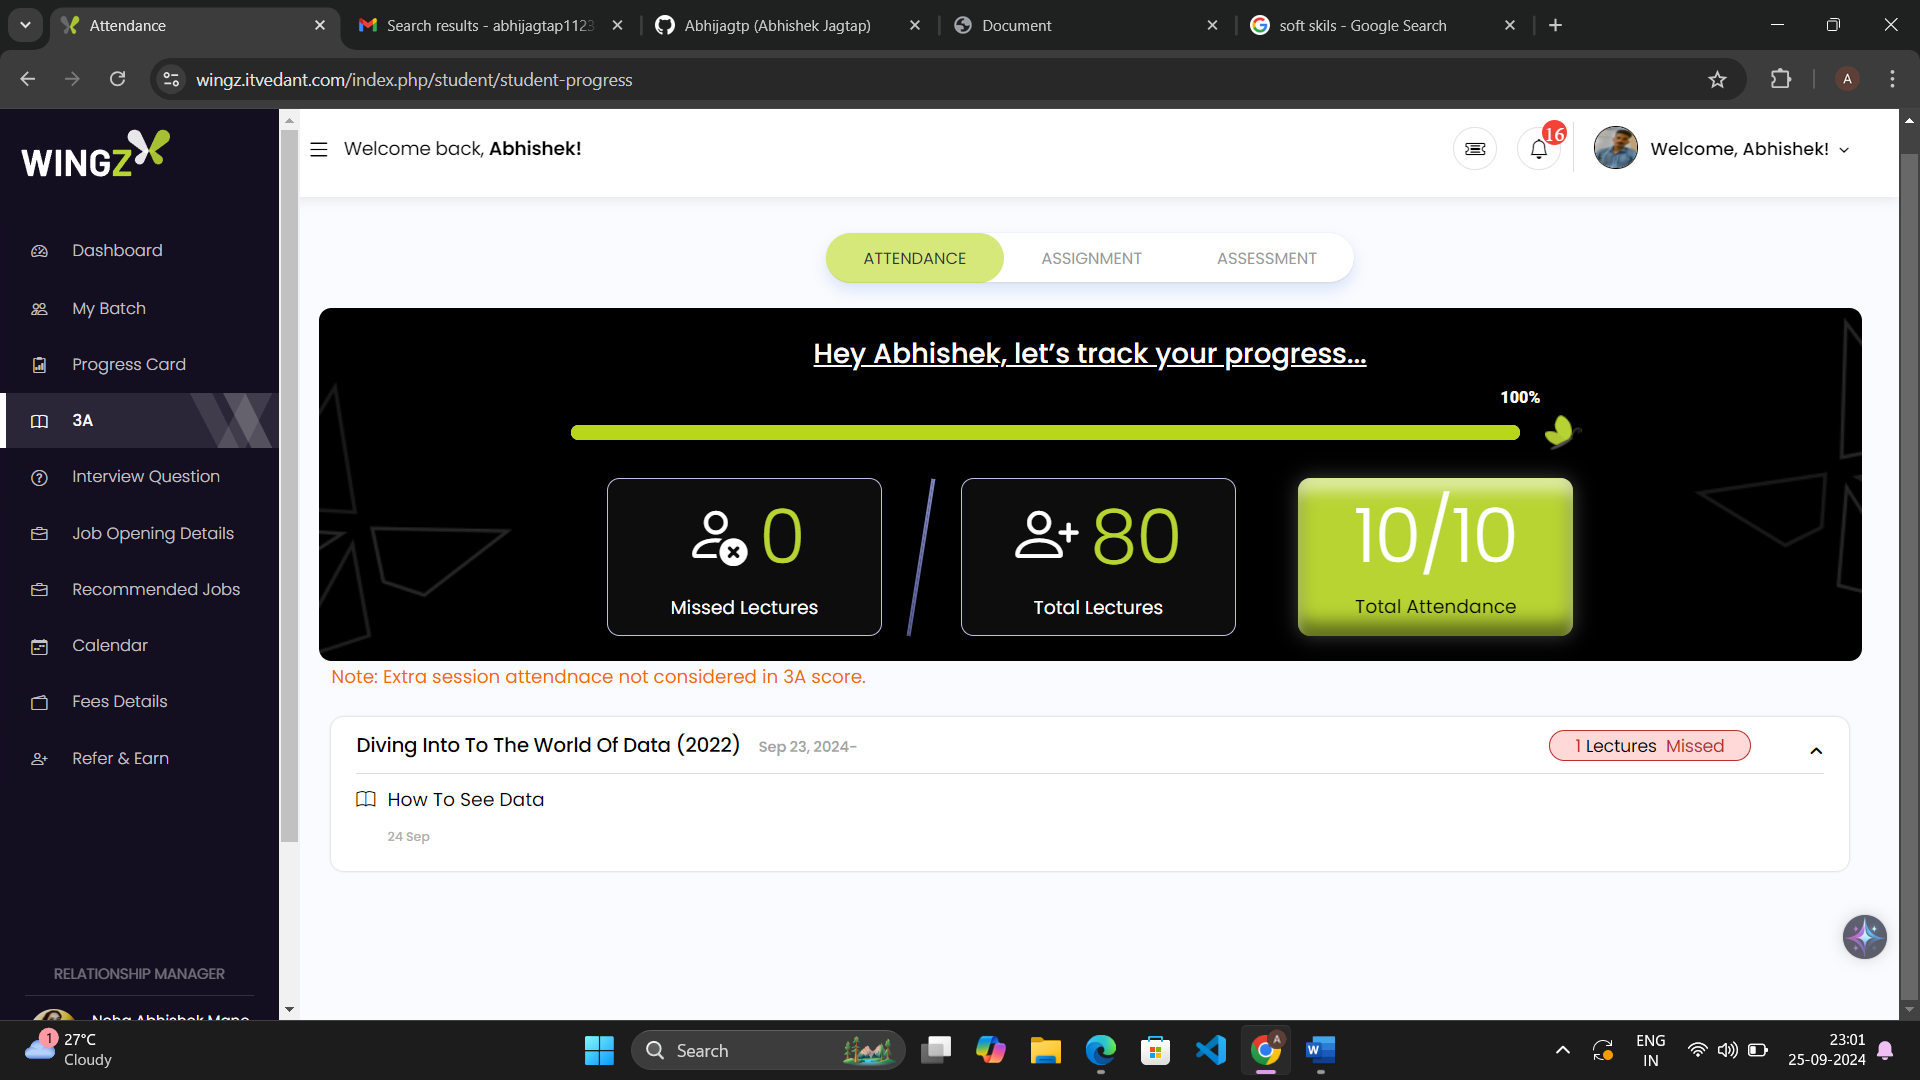 Attendance
Search results - abhijagtap1123
Abhijagtp (Abhishek Jagtap)
Document
soft skils - Google Search
wingz.itvedant.com/index.php/student/student-progress
A
WINGZ
Welcome back, Abhishek!
16
Welcome, Abhishek!
Dashboard
My Batch
Progress Card
3A
Interview Question
Job Opening Details
Recommended Jobs
Calendar
Fees Details
Refer & Earn
RELATIONSHIP MANAGER
ATTENDANCE
ASSIGNMENT
ASSESSMENT
Hey Abhishek, let's track your progress...
100%
0
Missed Lectures
80
Total Lectures
10/10
Total Attendance
Note: Extra session attendnace not considered in 3A score.
Diving Into To The World Of Data (2022)
Sep 23, 2024-
1 Lectures Missed
How To See Data
24 Sep
1
27°C
Cloudy
Search
A
W
ENG
IN
23:01
25-09-2024